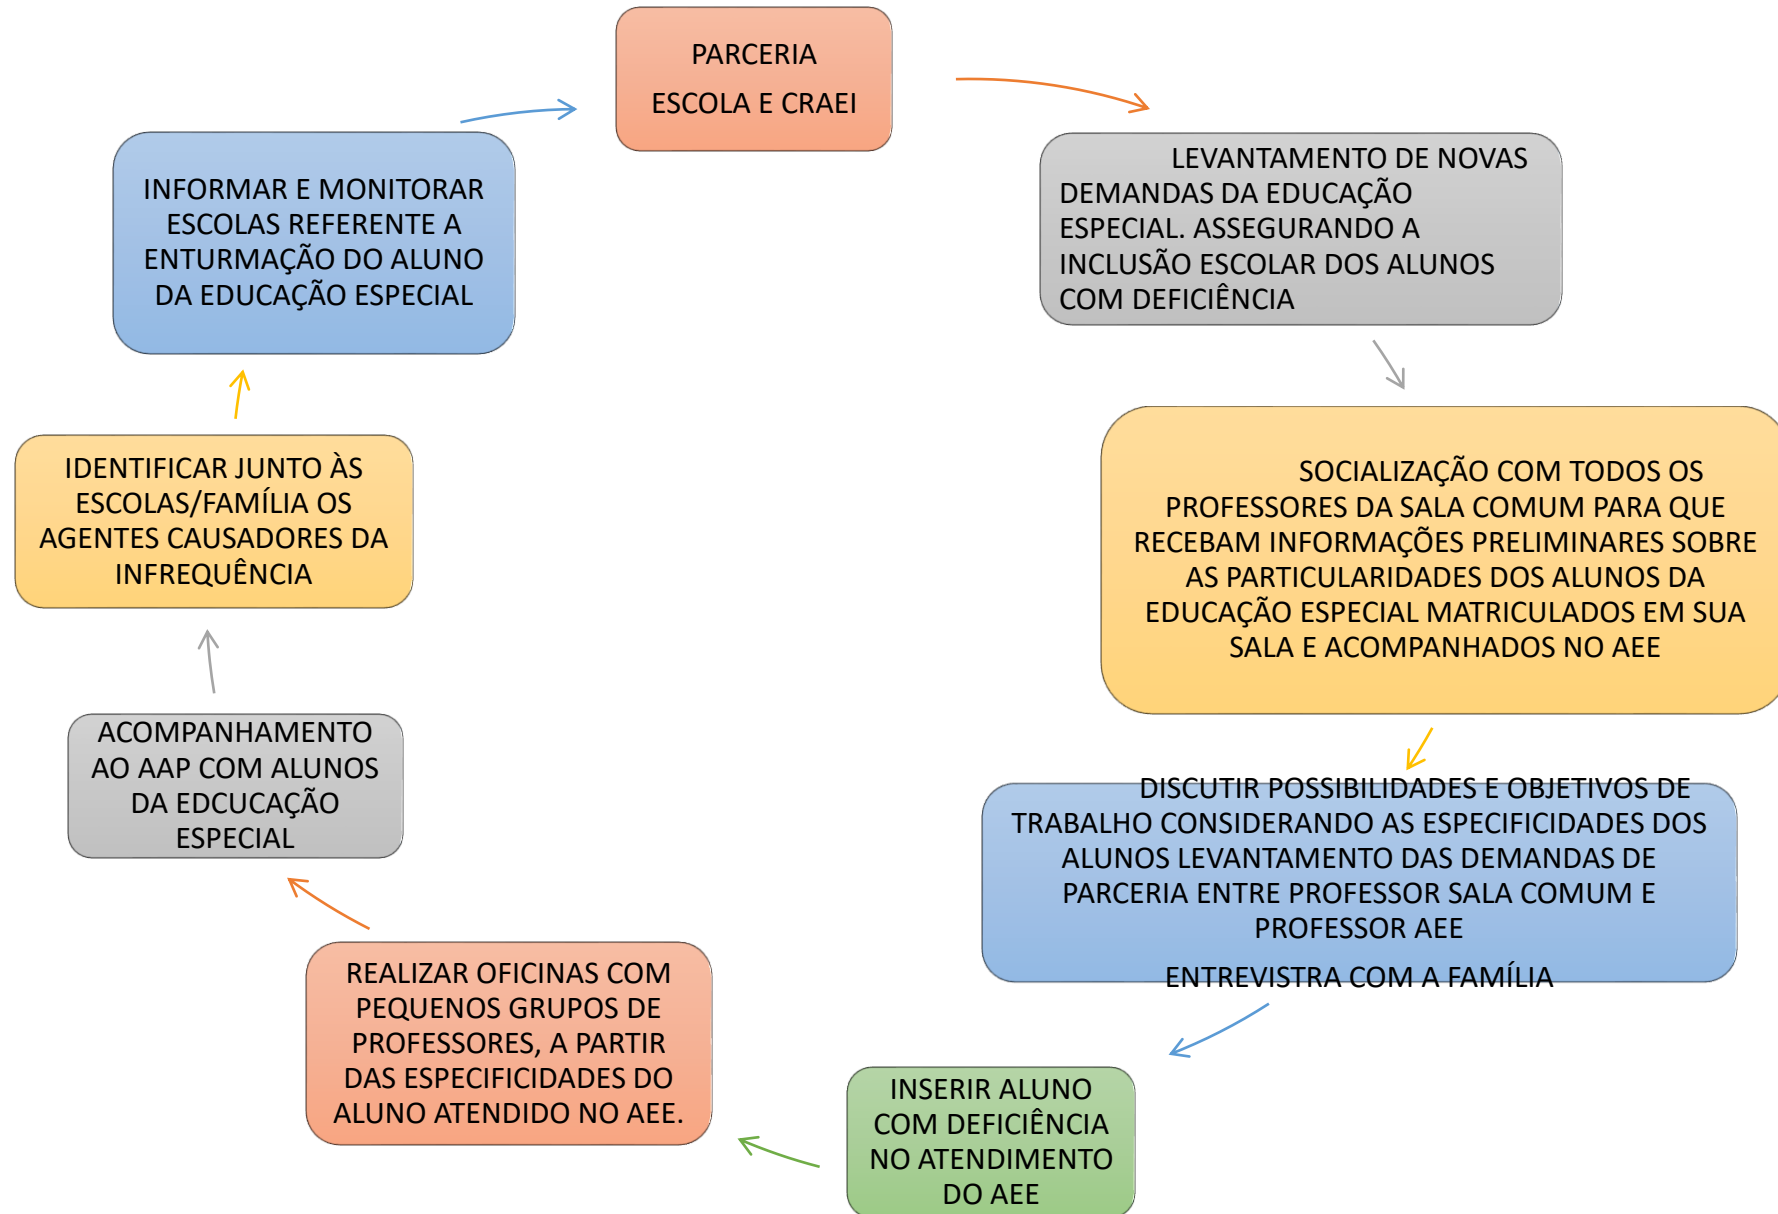 PARCERIA
ESCOLA E CRAEI
LEVANTAMENTO DE NOVAS
DEMANDAS DA EDUCAÇÃO
ESPECIAL. ASSEGURANDO A
INCLUSÃO ESCOLAR DOS ALUNOS
COM DEFICIÊNCIA
SOCIALIZAÇÃO COM TODOS OS
PROFESSORES DA SALA COMUM PARA QUE
RECEBAM INFORMAÇÕES PRELIMINARES SOBRE
AS PARTICULARIDADES DOS ALUNOS DA
EDUCAÇÃO ESPECIAL MATRICULADOS EM SUA
SALA E ACOMPANHADOS NO AEE
DISCUTIR POSSIBILIDADES E OBJETIVOS DE
TRABALHO CONSIDERANDO AS ESPECIFICIDADES DOS
ALUNOS LEVANTAMENTO DAS DEMANDAS DE
PARCERIA ENTRE PROFESSOR SALA COMUM E
PROFESSOR AEE
ENTREVISTRA COM A FAMÍLIA
INSERIR ALUNO
COM DEFICIÊNCIA
NO ATENDIMENTO
DO AEE
REALIZAR OFICINAS COM
PEQUENOS GRUPOS DE
PROFESSORES, A PARTIR
DAS ESPECIFICIDADES DO
ALUNO ATENDIDO NO AEE.
ACOMPANHAMENTO
AO AAP COM ALUNOS
DA EDCUCAÇÃO
ESPECIAL
IDENTIFICAR JUNTO ÀS
ESCOLAS/FAMÍLIA OS
AGENTES CAUSADORES DA
INFREQUÊNCIA
INFORMAR E MONITORAR
ESCOLAS REFERENTE A
ENTURMAÇÃO DO ALUNO
DA EDUCAÇÃO ESPECIAL